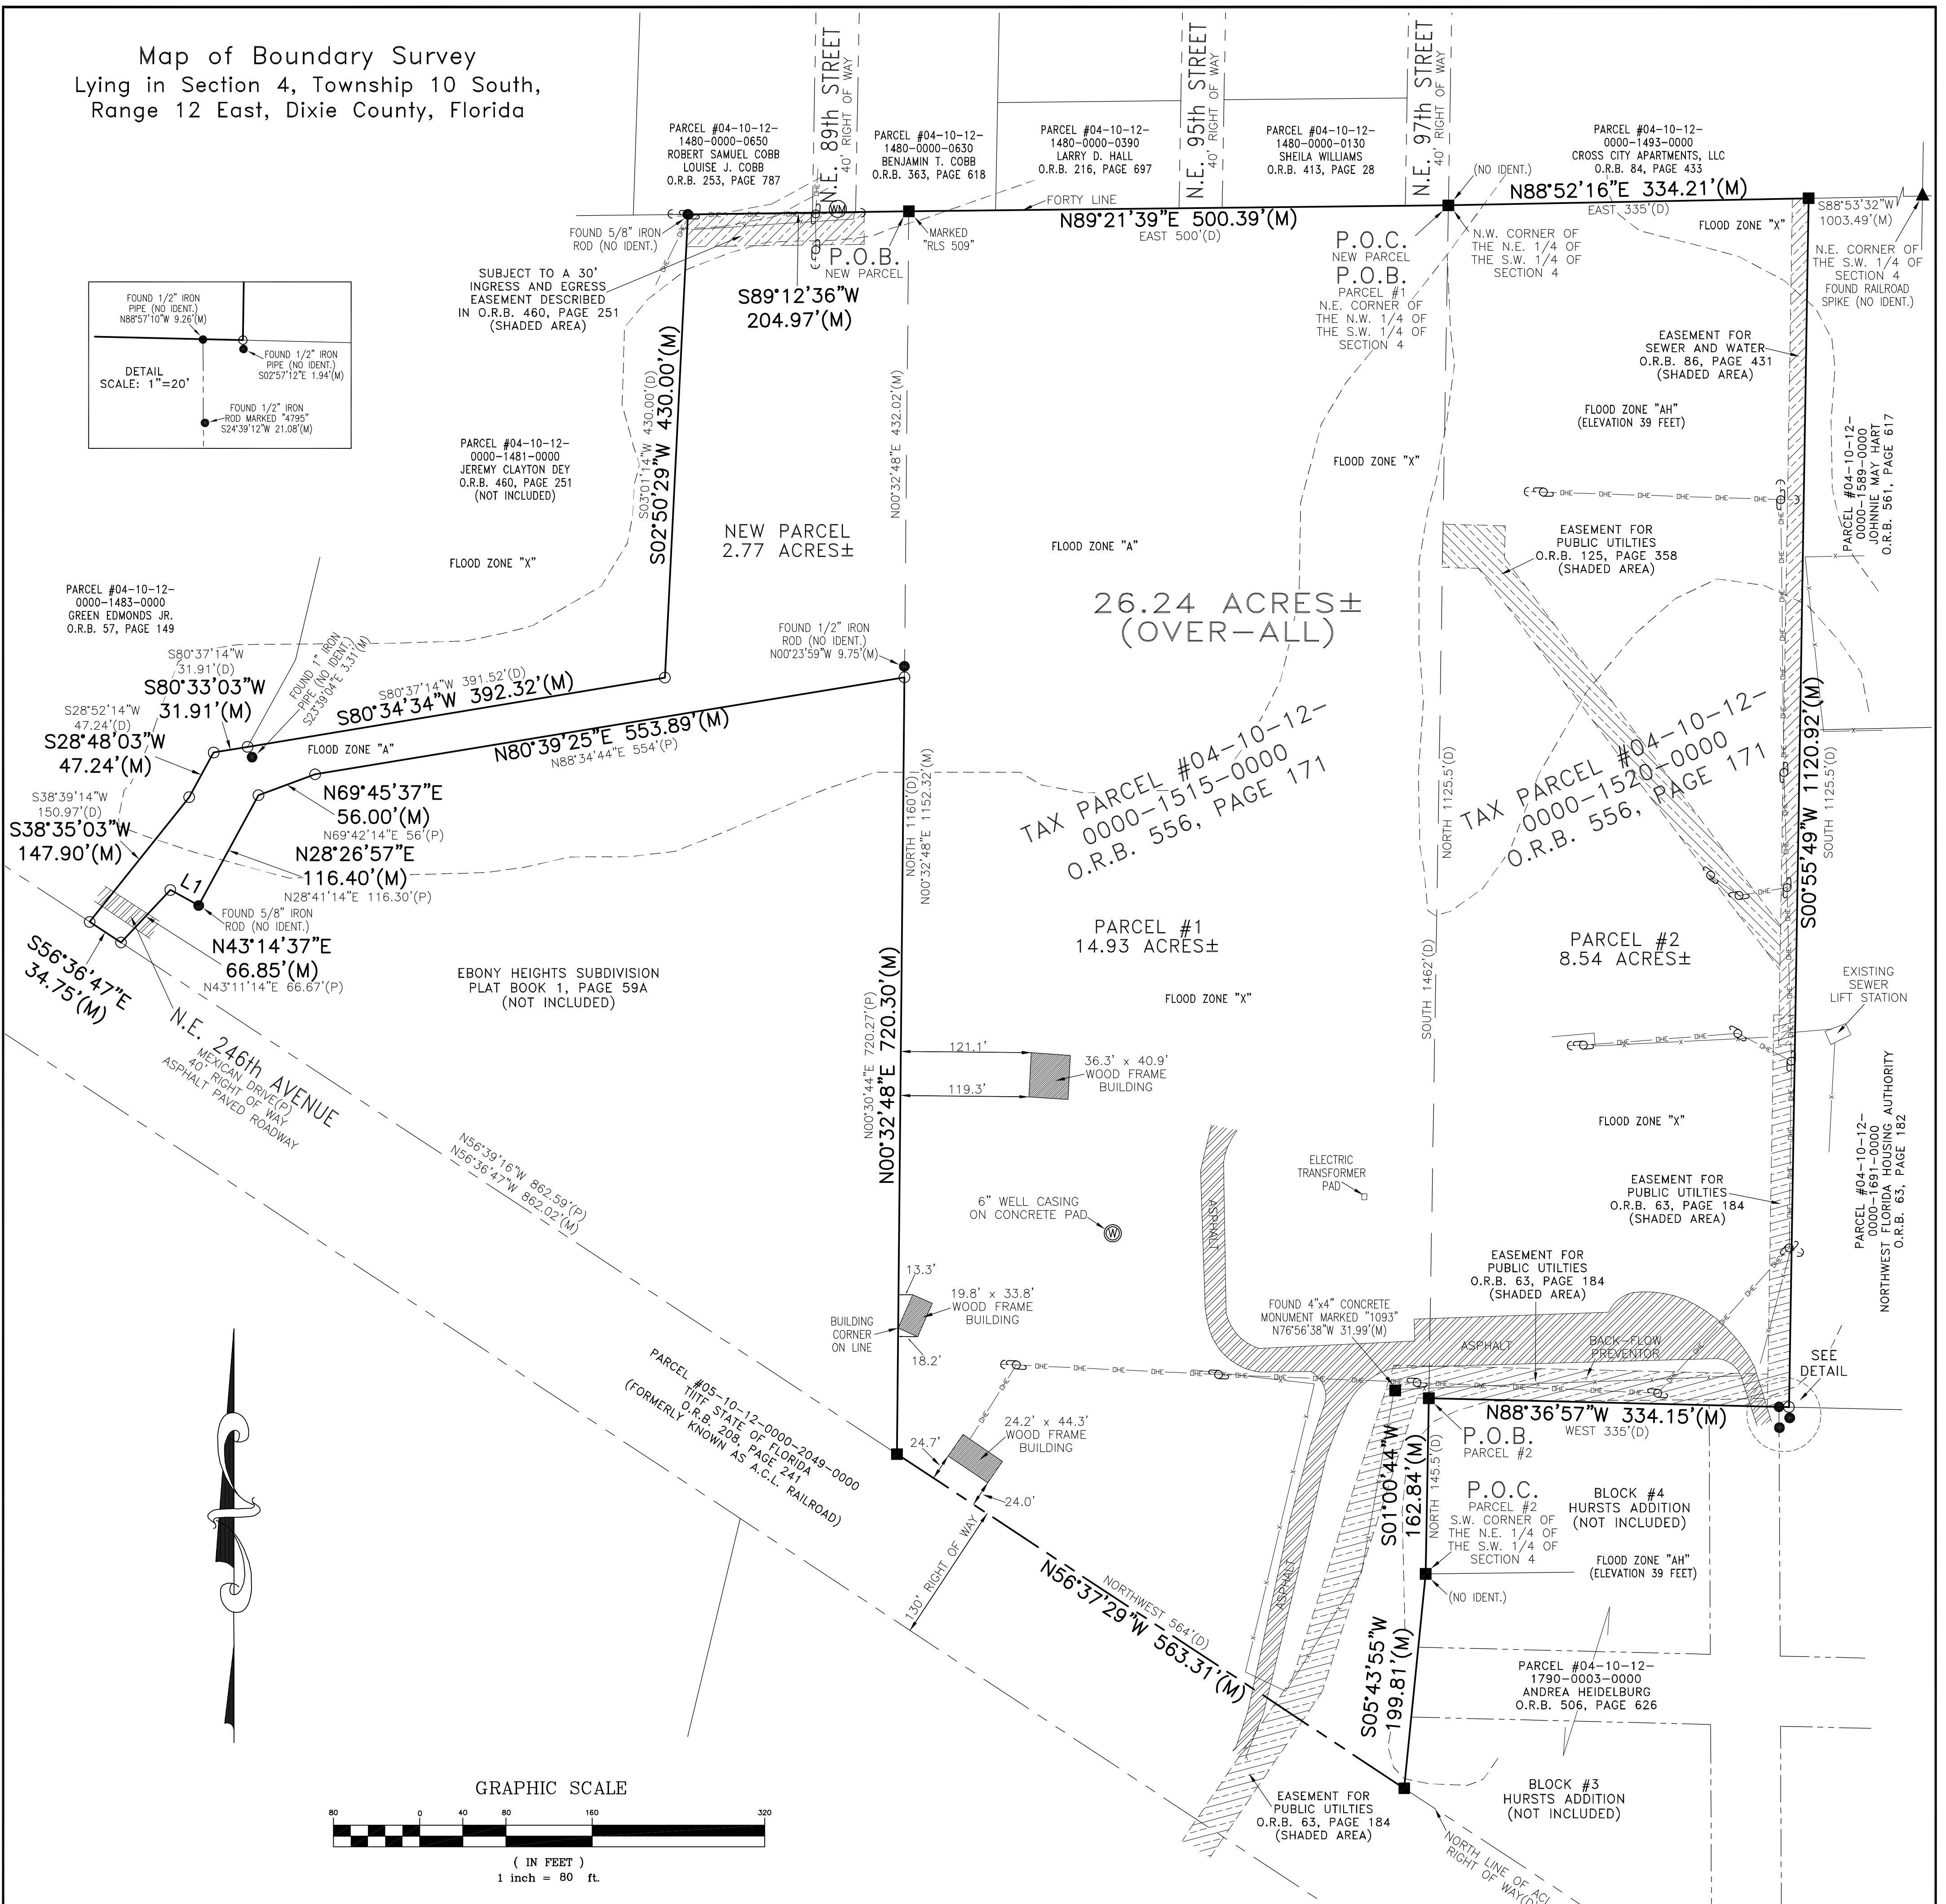 Map of Boundary Survey
Lying in Section 4, Township 10 South,
Range 12 East, Dixie County, Florida
N.E. 89th STREET
40' RIGHT OF WAY
N.E. 95th STREET
40' RIGHT OF WAY
N.E. 97th STREET
40' RIGHT OF WAY
PARCEL #04-10-12-
1480-0000-0650
ROBERT SAMUEL COBB
LOUISE J. COBB
O.R.B. 253, PAGE 787
PARCEL #04-10-12-
1480-0000-0630
BENJAMIN T. COBB
O.R.B. 363, PAGE 618
PARCEL #04-10-12-
1480-0000-0390
LARRY D. HALL
O.R.B. 216, PAGE 697
PARCEL #04-10-12-
1480-0000-0130
SHEILA WILLIAMS
O.R.B. 413, PAGE 28
PARCEL #04-10-12-
0000-1493-0000
CROSS CITY APARTMENTS, LLC
O.R.B. 84, PAGE 433
(NO IDENT.)
N88°52'16"E 334.21'(M)
EAST 335'(D)
FLOOD ZONE "X"
S88°53'32"W
1003.49'(M)
FORTY LINE
N89°21'39"E 500.39'(M)
EAST 500'(D)
WM
MARKED
"RLS 509"
FOUND 5/8" IRON
ROD (NO IDENT.)
P.O.B.
NEW PARCEL
S89°12'36"W
204.97'(M)
SUBJECT TO A 30'
INGRESS AND EGRESS
EASEMENT DESCRIBED
IN O.R.B. 460, PAGE 251
(SHADED AREA)
P.O.C.
NEW PARCEL
P.O.B.
PARCEL #1
N.E. CORNER OF
THE N.W. 1/4 OF
THE S.W. 1/4 OF
SECTION 4
N.W. CORNER OF
THE N.E. 1/4 OF
THE S.W. 1/4 OF
SECTION 4
N.E. CORNER OF
THE S.W. 1/4 OF
SECTION 4
FOUND RAILROAD
SPIKE (NO IDENT.)
FOUND 1/2" IRON
PIPE (NO IDENT.)
N88°57'10"W 9.26'(M)
FOUND 1/2" IRON
PIPE (NO IDENT.)
S02°57'12"E 1.94'(M)
DETAIL
SCALE: 1"=20'
FOUND 1/2" IRON
ROD MARKED "4795"
S24°39'12"W 21.08'(M)
EASEMENT FOR
SEWER AND WATER
O.R.B. 86, PAGE 431
(SHADED AREA)
FLOOD ZONE "AH"
(ELEVATION 39 FEET)
PARCEL #04-10-12-
0000-1589-0000
JOHNNIE MAY HART
O.R.B. 561, PAGE 617
PARCEL #04-10-12-
0000-1481-0000
JEREMY CLAYTON DEY
O.R.B. 460, PAGE 251
(NOT INCLUDED)
S03°01'14"W 430.00'(D)
S02°50'29"W 430.00'(M)
N00°32'48"E 432.02'(M)
FLOOD ZONE "X"
NEW PARCEL
2.77 ACRES±
FLOOD ZONE "A"
FLOOD ZONE "X"
OHE OHE OHE OHE OHE OHE
EASEMENT FOR
PUBLIC UTILTIES
O.R.B. 125, PAGE 358
(SHADED AREA)
26.24 ACRES±
(OVER-ALL)
PARCEL #04-10-12-
0000-1483-0000
GREEN EDMONDS JR.
O.R.B. 57, PAGE 149
FOUND 1" IRON
PIPE (NO IDENT.)
S23°39'04"E 3.31'(M)
FOUND 1/2" IRON
ROD (NO IDENT.)
N00°23'59"W 9.75'(M)
S80°37'14"W
31.91'(D)
S80°33'03"W
31.91'(M)
S80°37'14"W 391.52'(D)
S80°34'34"W 392.32'(M)
S28°52'14"W
47.24'(D)
S28°48'03"W
47.24'(M)
FLOOD ZONE "A"
N80°39'25"E 553.89'(M)
N88°34'44"E 554'(P)
S38°39'14"W
150.97'(D)
S38°35'03"W
147.90'(M)
N69°45'37"E
56.00'(M)
N69°42'14"E 56'(P)
N28°26'57"E
116.40'(M)
N28°41'14"E 116.30'(P)
L1
FOUND 5/8" IRON
ROD (NO IDENT.)
N43°14'37"E
66.85'(M)
N43°11'14"E 66.67'(P)
S56°36'47"E
34.75'(M)
NORTH 1160'(D)
N00°32'48"E 1152.32'(M)
TAX PARCEL #04-10-12-
0000-1515-0000
O.R.B. 556, PAGE 171
NORTH 1125.5'(D)
TAX PARCEL #04-10-12-
0000-1520-0000
O.R.B. 556, PAGE 171
S00°55'49"W 1120.92'(M)
SOUTH 1125.5'(D)
PARCEL #1
14.93 ACRES±
PARCEL #2
8.54 ACRES±
SOUTH 1462'(D)
FLOOD ZONE "X"
EXISTING
SEWER
LIFT STATION
EBONY HEIGHTS SUBDIVISION
PLAT BOOK 1, PAGE 59A
(NOT INCLUDED)
N.E. 246th AVENUE
MEXICAN DRIVE(P)
40' RIGHT OF WAY
ASPHALT PAVED ROADWAY
N00°30'44"E 720.27'(P)
N00°32'48"E 720.30'(M)
121.1'
119.3'
36.3' x 40.9'
WOOD FRAME
BUILDING
PARCEL #04-10-12-
0000-1691-0000
NORTHWEST FLORIDA HOUSING AUTHORITY
O.R.B. 63, PAGE 182
FLOOD ZONE "X"
N56°39'16"W 862.59'(P)
N56°36'47"W 862.02'(M)
ELECTRIC
TRANSFORMER
PAD
ASPHALT
6" WELL CASING
ON CONCRETE PAD
W
EASEMENT FOR
PUBLIC UTILTIES
O.R.B. 63, PAGE 184
(SHADED AREA)
EASEMENT FOR
PUBLIC UTILTIES
O.R.B. 63, PAGE 184
(SHADED AREA)
13.3'
19.8' x 33.8'
WOOD FRAME
BUILDING
BUILDING
CORNER
ON LINE
18.2'
FOUND 4"x4" CONCRETE
MONUMENT MARKED "1093"
N76°56'38"W 31.99'(M)
ASPHALT
BACK-FLOW
PREVENTOR
SEE
DETAIL
PARCEL #05-10-12-0000-2049-0000
TIITF STATE OF FLORIDA
O.R.B. 208, PAGE 241
(FORMERLY KNOWN AS A.C.L. RAILROAD)
24.2' x 44.3'
WOOD FRAME
BUILDING
24.7'
24.0'
130' RIGHT OF WAY
N88°36'57"W 334.15'(M)
WEST 335'(D)
P.O.B.
PARCEL #2
S01°00'44"W
162.84'(M)
NORTH 145.5'(D)
P.O.C.
PARCEL #2
S.W. CORNER OF
THE N.E. 1/4 OF
THE S.W. 1/4 OF
SECTION 4
BLOCK #4
HURSTS ADDITION
(NOT INCLUDED)
FLOOD ZONE "AH"
(ELEVATION 39 FEET)
(NO IDENT.)
ASPHALT
NORTHWEST 564'(D)
N56°37'29"W 563.31'(M)
S05°43'55"W
199.81'(M)
PARCEL #04-10-12-
1790-0003-0000
ANDREA HEIDELBURG
O.R.B. 506, PAGE 626
BLOCK #3
HURSTS ADDITION
(NOT INCLUDED)
EASEMENT FOR
PUBLIC UTILTIES
O.R.B. 63, PAGE 184
(SHADED AREA)
NORTH LINE OF ACL
RIGHT OF WAY(D)
GRAPHIC SCALE
80 0 40 80 160 320
( IN FEET )
1 inch = 80 ft.